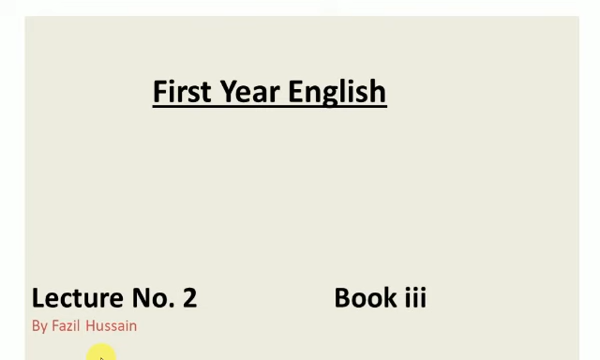 First Year English
Lecture No. 2 Book iii
By Fazil Hussain